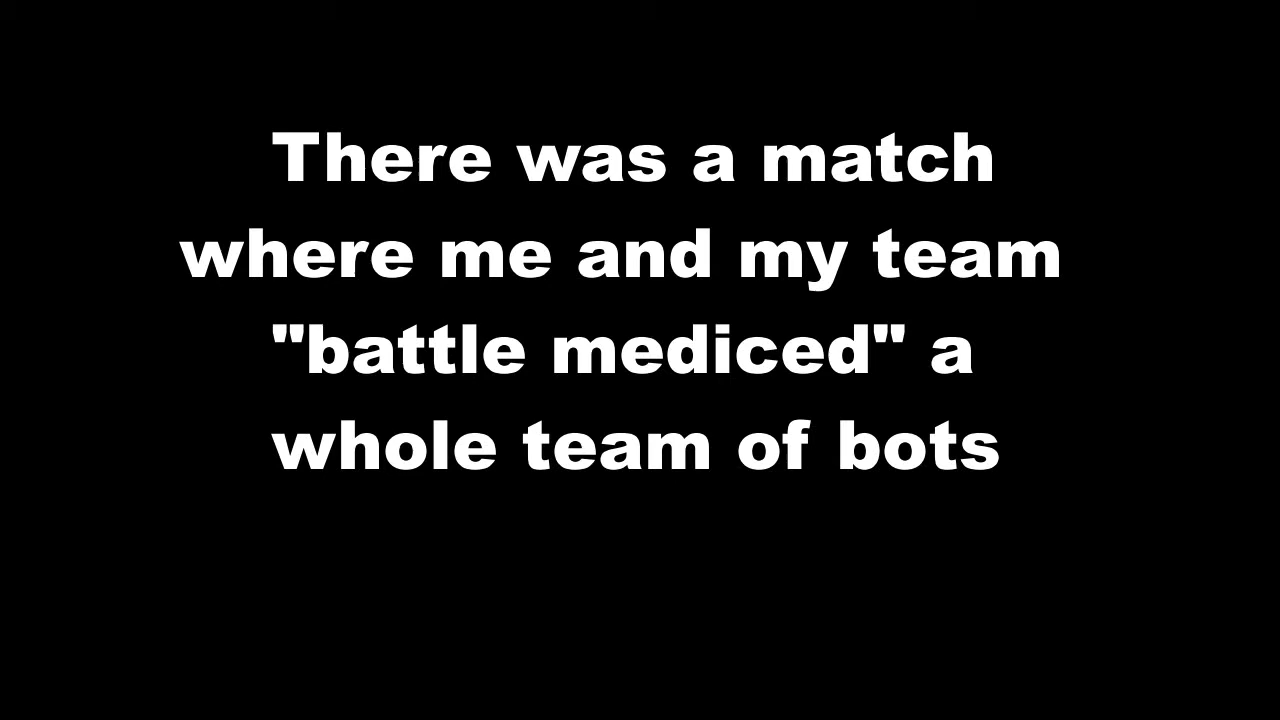 There was a match
where me and my team
"battle mediced" a
whole team of bots